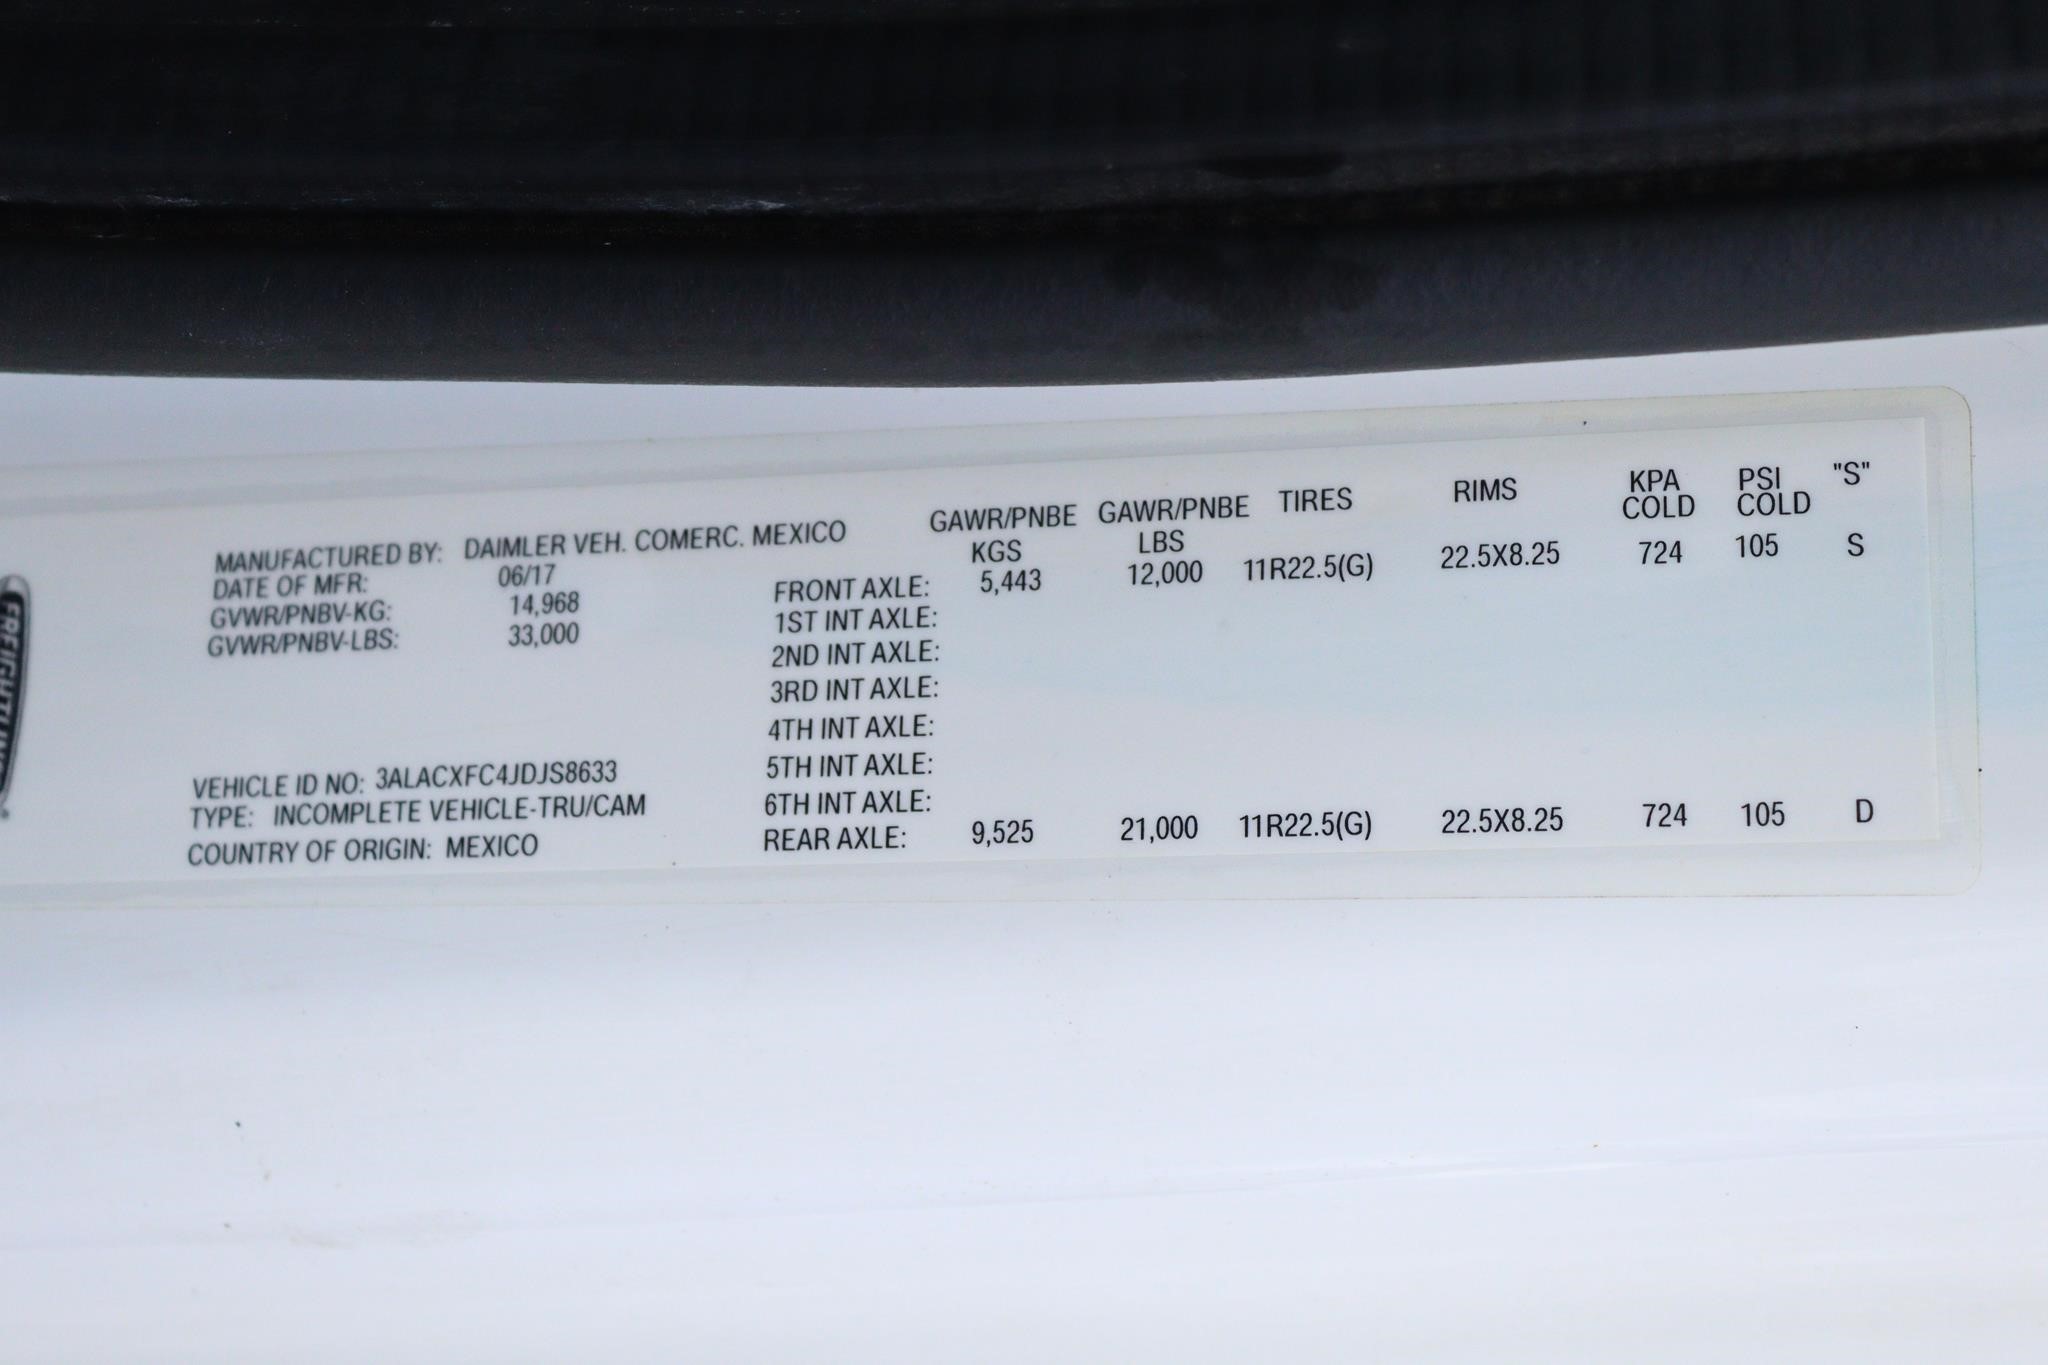 FREIGHTLINER
MANUFACTURED BY: DAIMLER VEH. COMERC. MEXICO
DATE OF MFR: 06/17
GVWR/PNBV-KG: 14,968
GVWR/PNBV-LBS: 33,000
VEHICLE ID NO: 3ALACXFC4JDJS8633
TYPE: INCOMPLETE VEHICLE-TRU/CAM
COUNTRY OF ORIGIN: MEXICO
GAWR/PNBE KGS GAWR/PNBE LBS TIRES RIMS KPA COLD PSI COLD "S"
FRONT AXLE: 5,443 12,000 11R22.5(G) 22.5X8.25 724 105 S
1ST INT AXLE:
2ND INT AXLE:
3RD INT AXLE:
4TH INT AXLE:
5TH INT AXLE:
6TH INT AXLE:
REAR AXLE: 9,525 21,000 11R22.5(G) 22.5X8.25 724 105 D